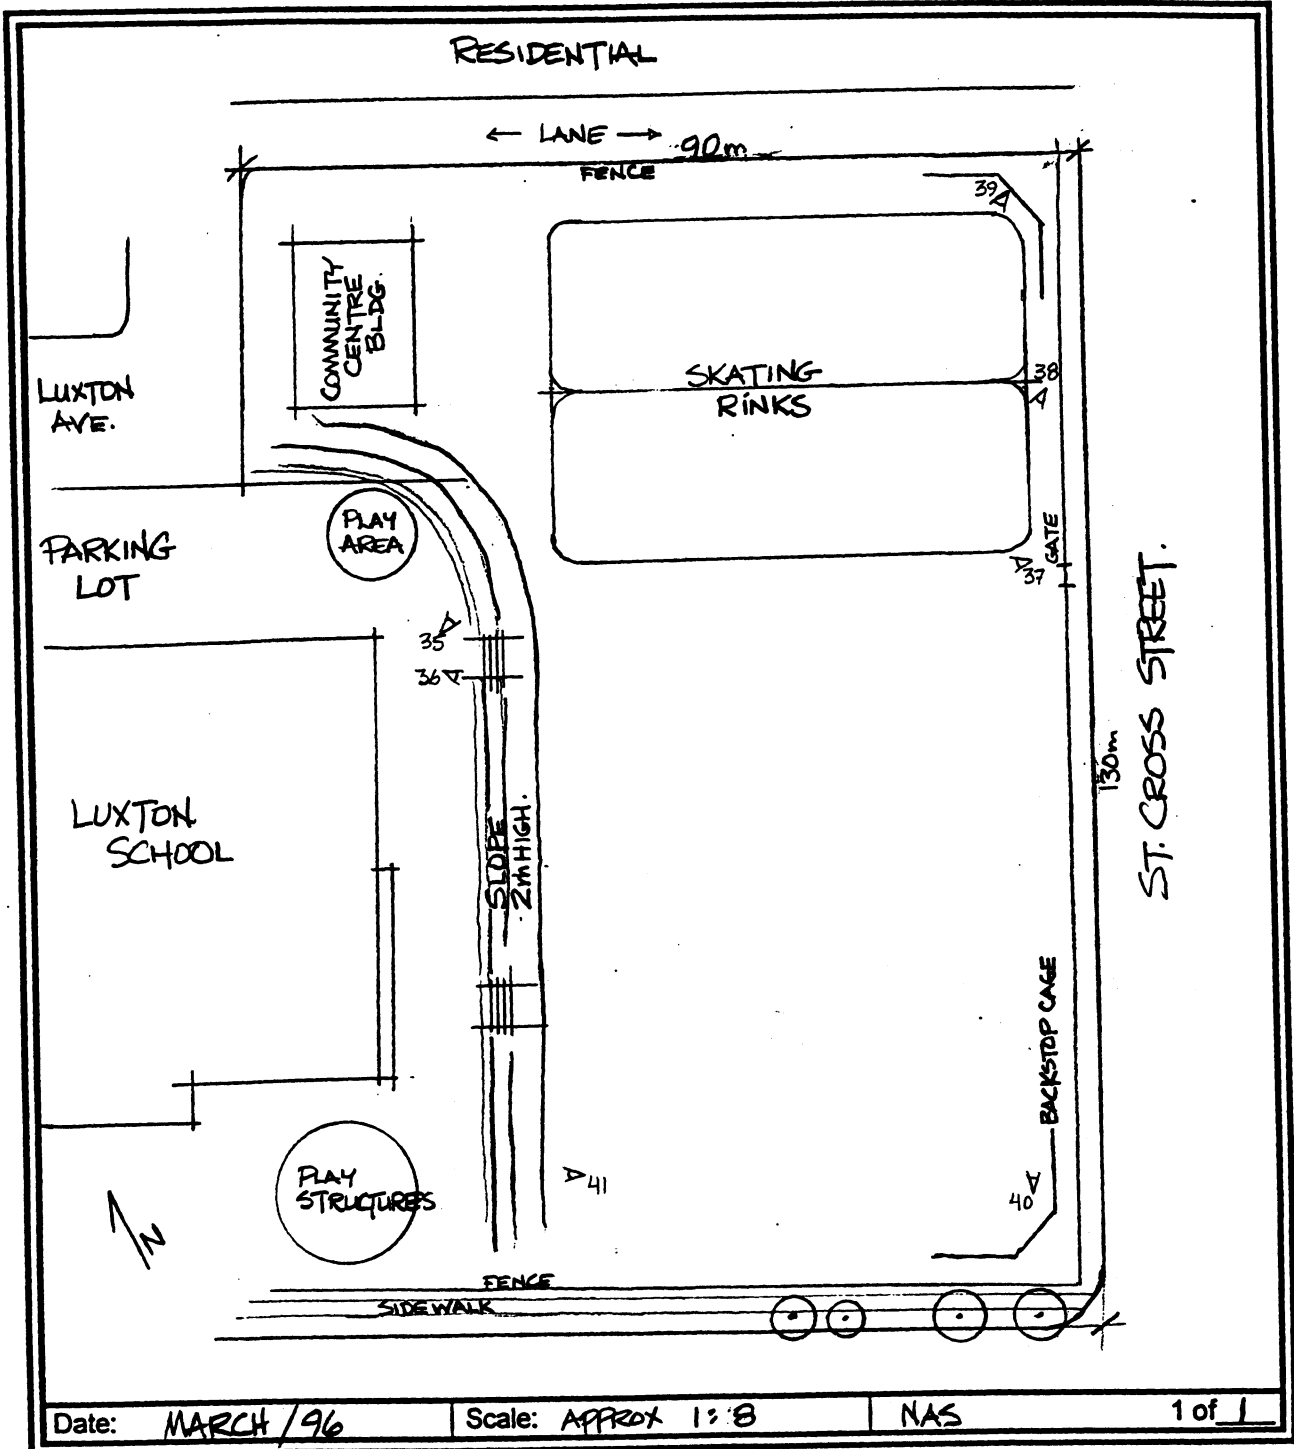 RESIDENTIAL
← LANE →
90m
FENCE
39
COMMUNITY
CENTRE
BLDG.
LUXTON
AVE.
SKATING
RINKS
38
PLAY
AREA
PARKING
LOT
GATE
37
35
36
ST. CROSS STREET.
130m
LUXTON
SCHOOL
SLOPE
2m HIGH.
BACKSTOP CAGE
PLAY
STRUCTURES
41
40
N
FENCE
SIDEWALK
Date: MARCH / 96
Scale: APPROX 1:8
NAS
1 of 1